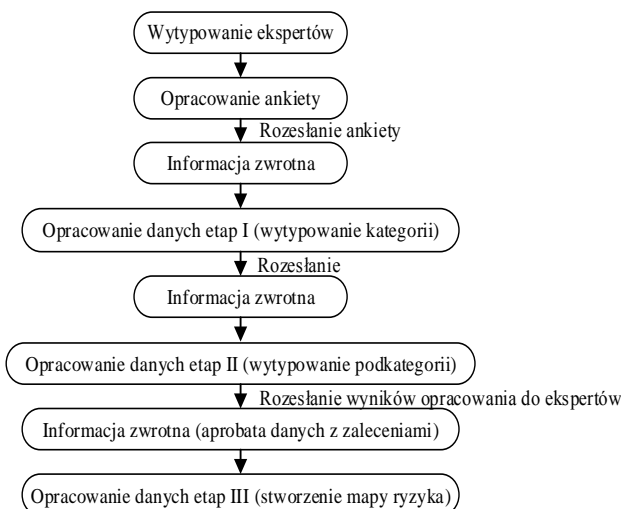 Wytypowanie ekspertów
Opracowanie ankiety
Rozesłanie ankiety
Informacja zwrotna
Opracowanie danych etap I (wytypowanie kategorii)
Rozesłanie
Informacja zwrotna
Opracowanie danych etap II (wytypowanie podkategorii)
Rozesłanie wyników opracowania do ekspertów
Informacja zwrotna (aprobata danych z zaleceniami)
Opracowanie danych etap III (stworzenie mapy ryzyka)